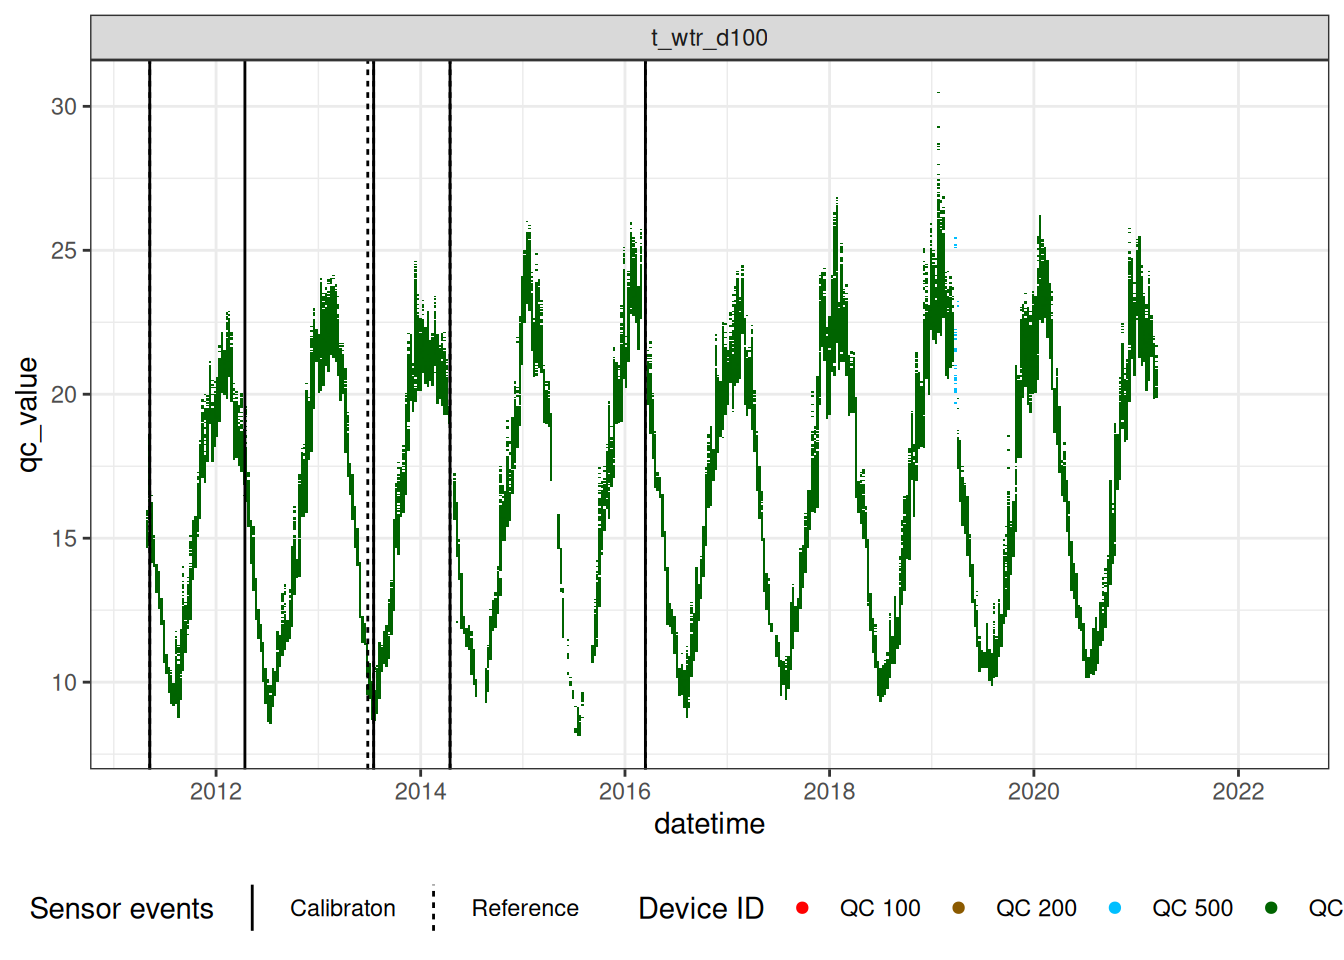 t_wtr_d100
30
25
20
15
10
qc_value
2012 2014 2016 2018 2020 2022
datetime
Sensor events Calibraton Reference Device ID QC 100 QC 200 QC 500 QC